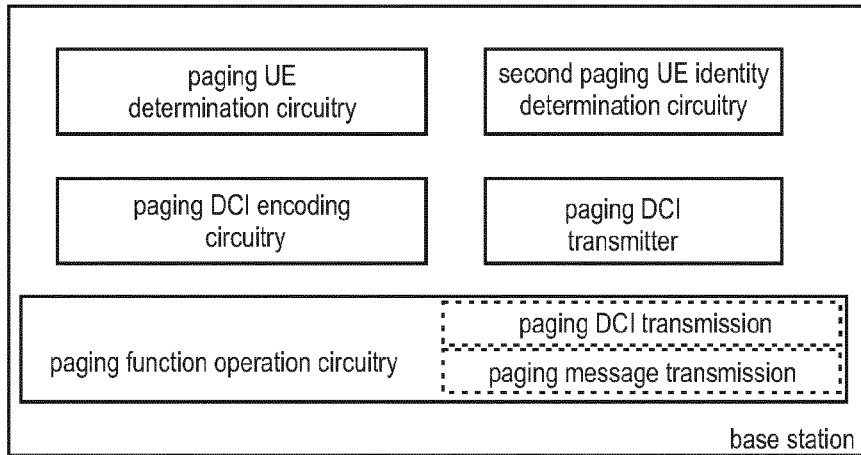 paging UE
determination circuitry
second paging UE identity
determination circuitry
paging DCI encoding
circuitry
paging DCI
transmitter
paging function operation circuitry
paging DCI transmission
paging message transmission
base station